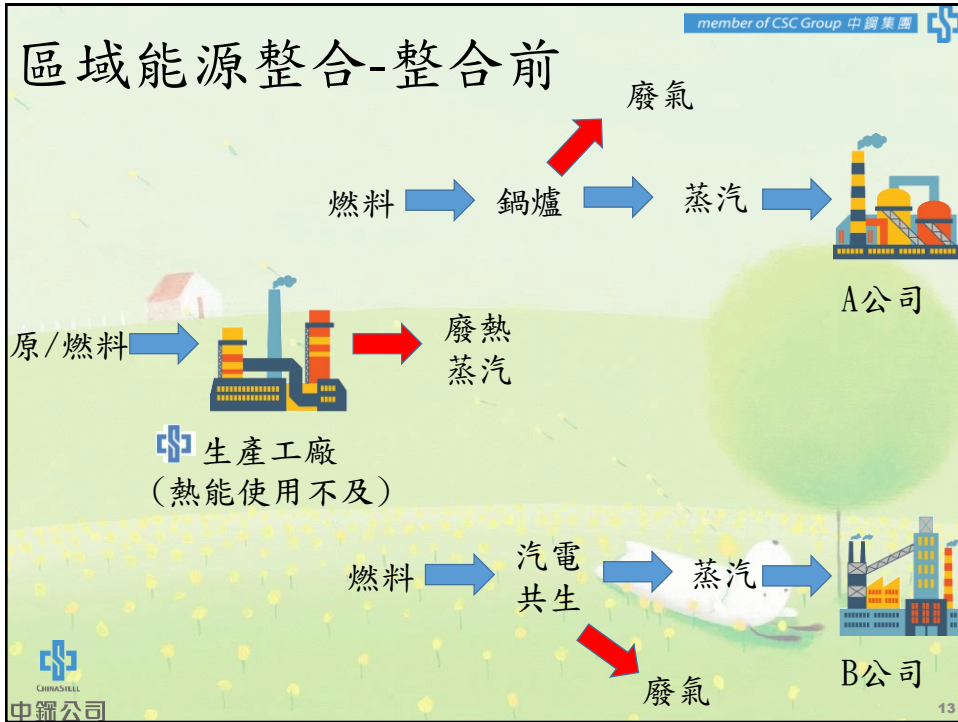 member of CSC Group 中鋼集團
區域能源整合-整合前
廢氣
燃料
鍋爐
蒸汽
A公司
原/燃料
廢熱
蒸汽
生產工廠
(熱能使用不及)
燃料
汽電
共生
蒸汽
廢氣
B公司
CHINA STEEL
中鋼公司
13